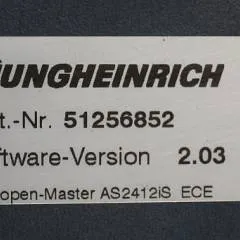 JUNGHEINRICH
t.-Nr. 51256852
ftware-Version 2.03
open-Master AS2412iS ECE